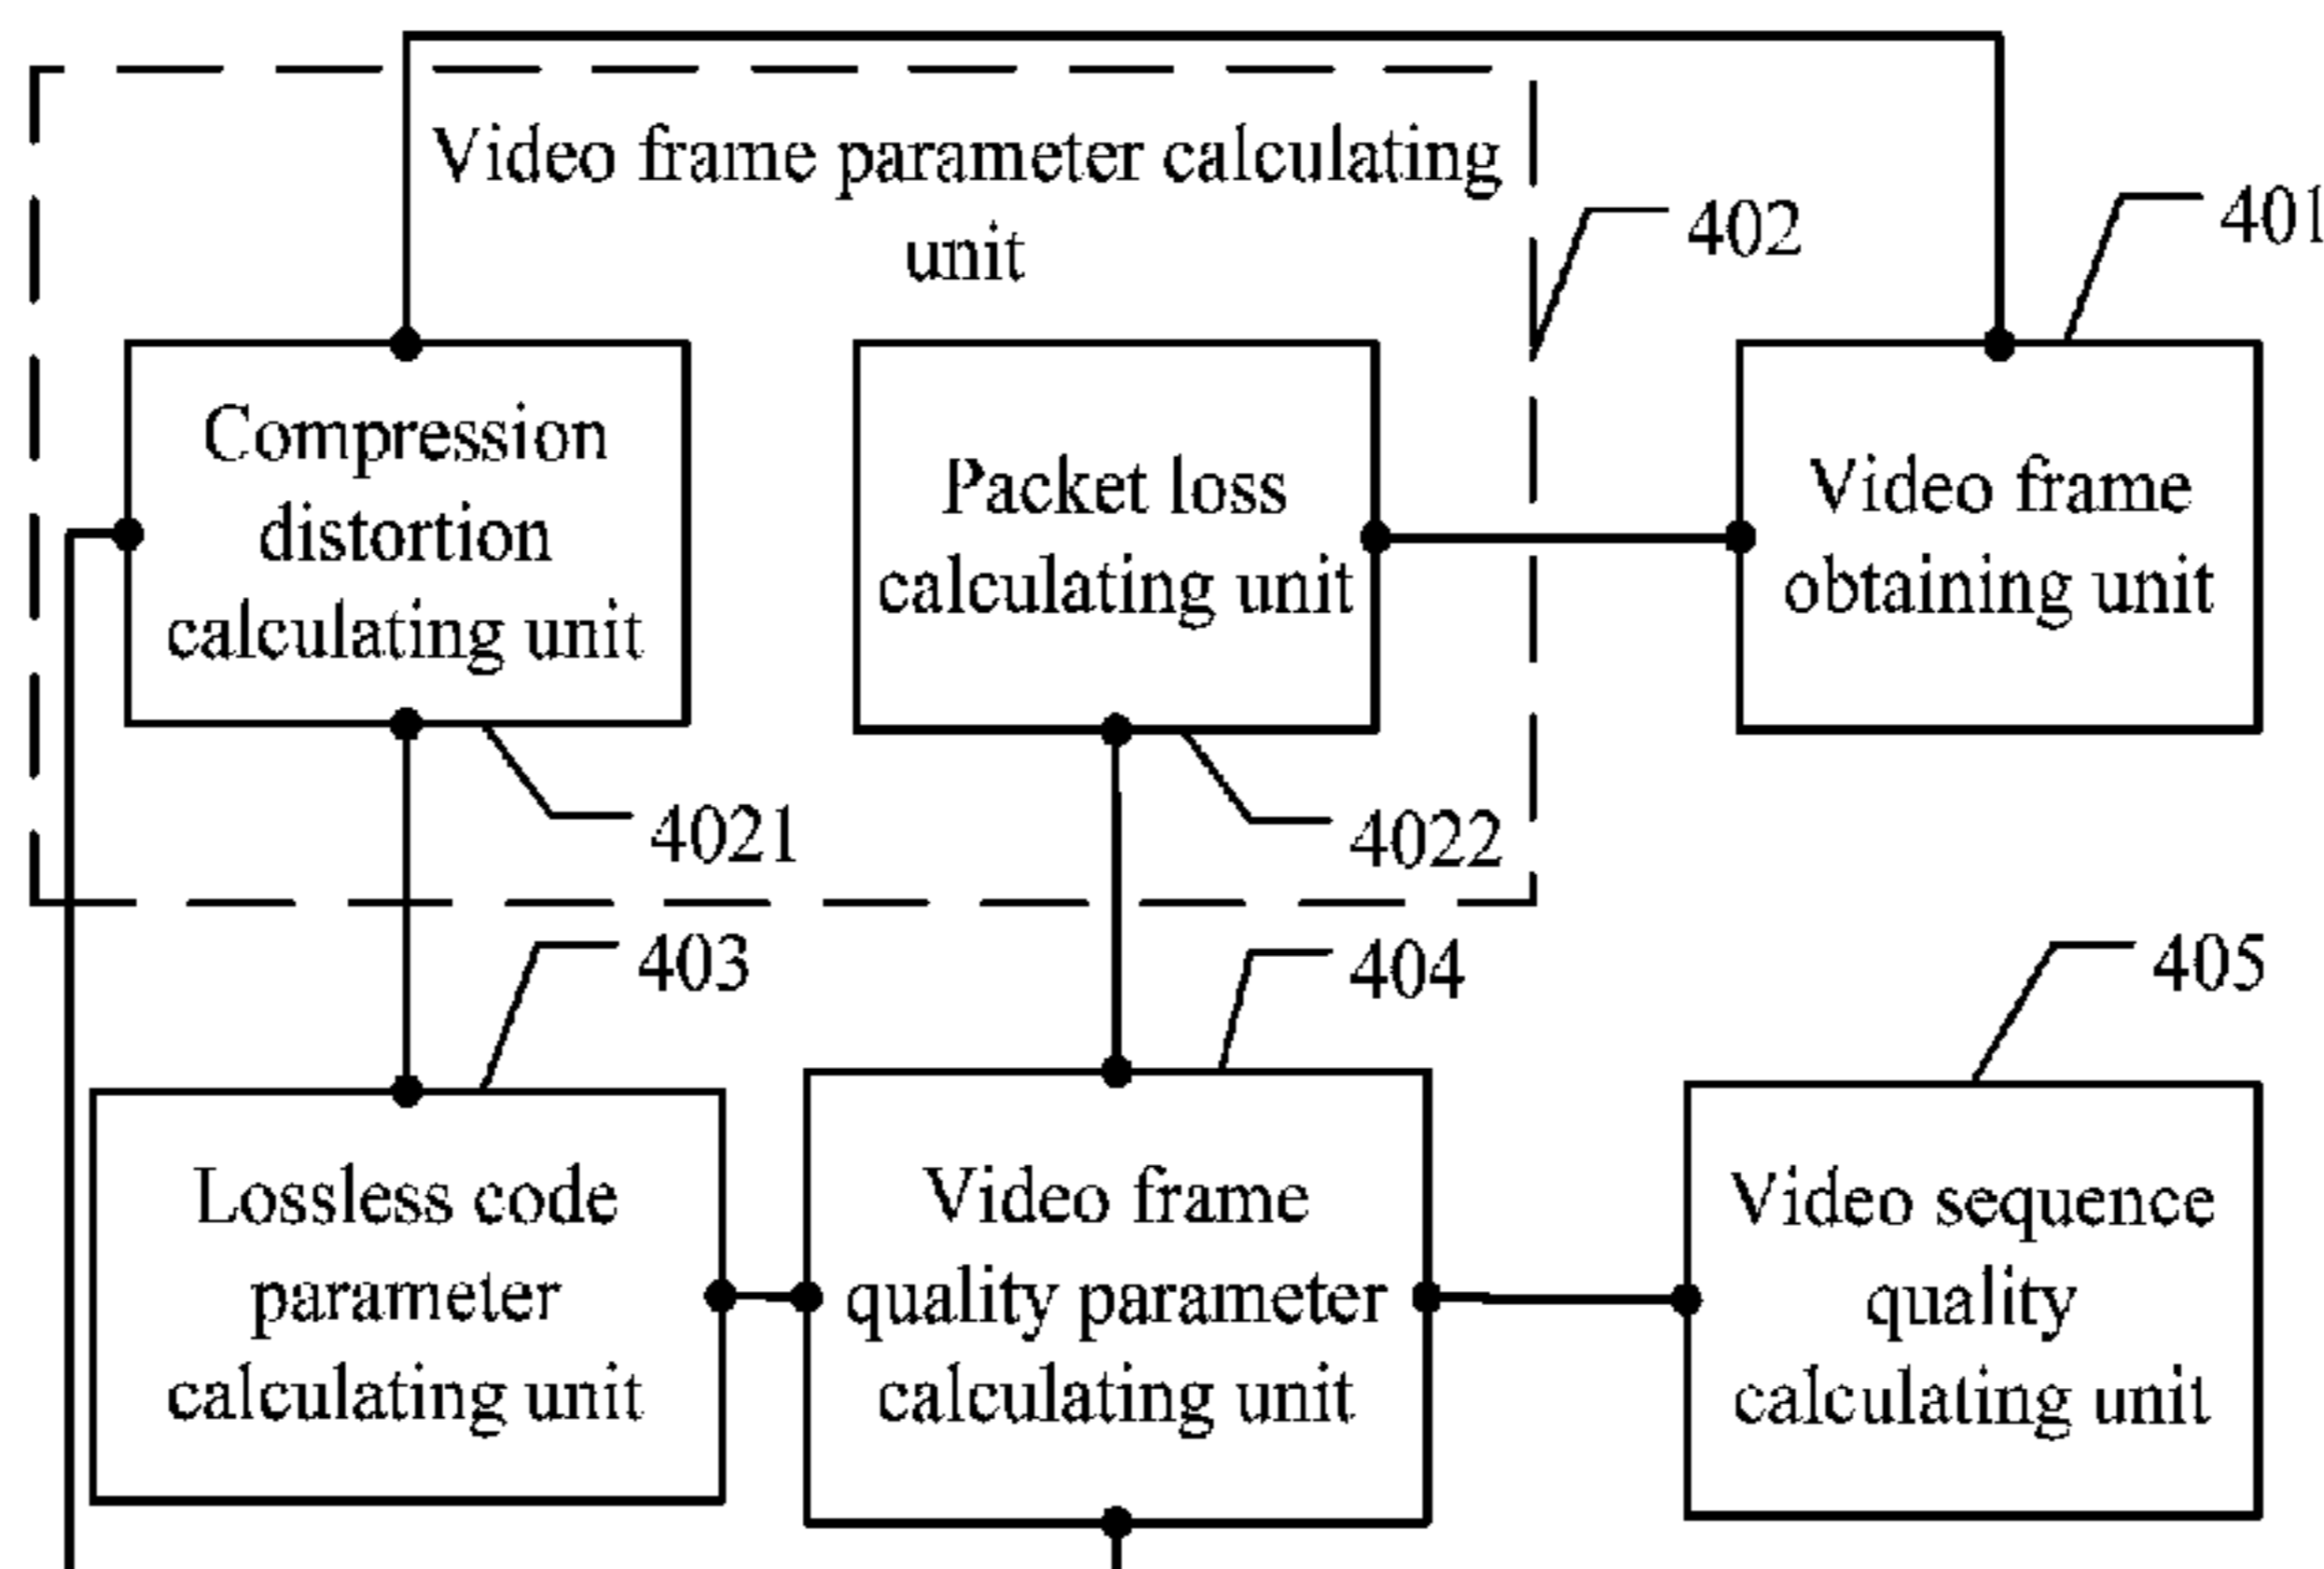 Video frame parameter calculating
unit
402
401
Compression
distortion
calculating unit
Packet loss
calculating unit
Video frame
obtaining unit
4021
4022
403
404
405
Lossless code
parameter
calculating unit
Video frame
quality parameter
calculating unit
Video sequence
quality
calculating unit